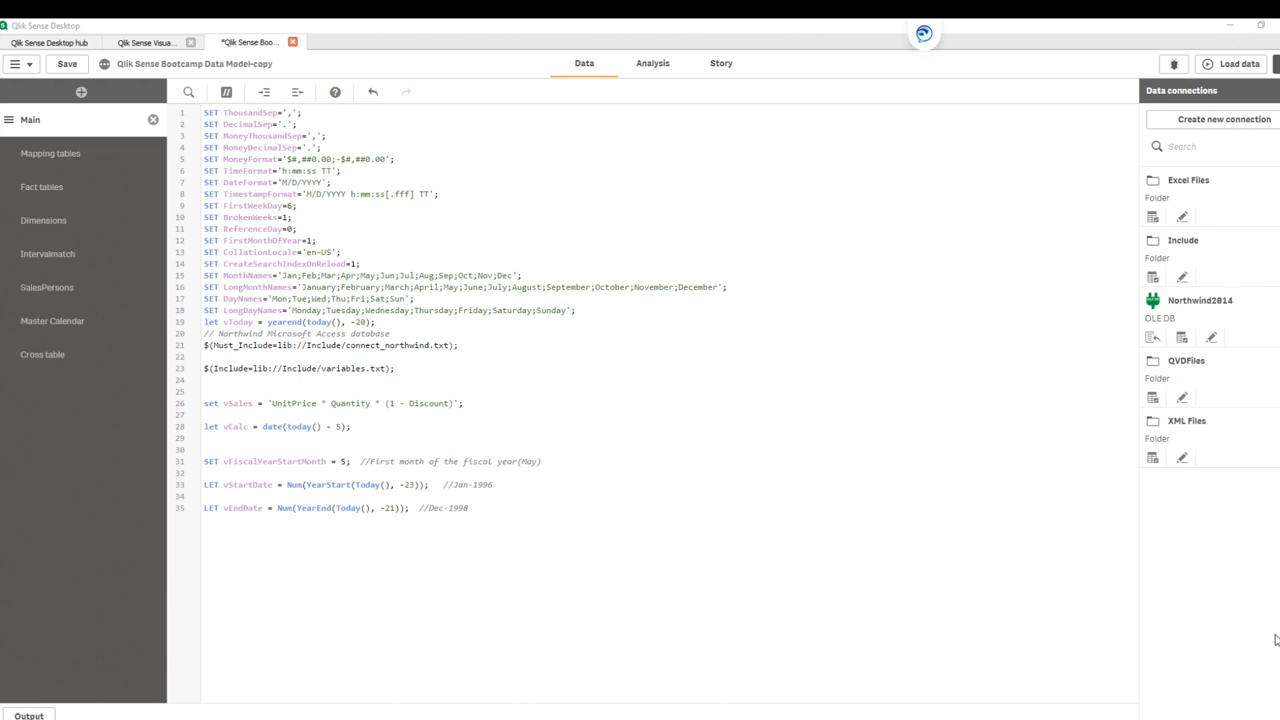 Qlik Sense Desktop
Qlik Sense Desktop hub
Qlik Sense Visua...
*Qlik Sense Boo...
Save
Qlik Sense Bootcamp Data Model-copy
Data
Analysis
Story
Load data
Main
Mapping tables
Fact tables
Dimensions
Intervalmatch
SalesPersons
Master Calendar
Cross table
1 SET ThousandSep=',';
2 SET DecimalSep='.';
3 SET MoneyThousandSep=',';
4 SET MoneyDecimalSep='.';
5 SET MoneyFormat='$#,##0.00;-$#,##0.00';
6 SET TimeFormat='h:mm:ss TT';
7 SET DateFormat='M/D/YYYY';
8 SET TimestampFormat='M/D/YYYY h:mm:ss[.fff] TT';
9 SET FirstWeekDay=6;
10 SET BrokenWeeks=1;
11 SET ReferenceDay=0;
12 SET FirstMonthOfYear=1;
13 SET CollationLocale='en-US';
14 SET CreateSearchIndexOnReload=1;
15 SET MonthNames='Jan;Feb;Mar;Apr;May;Jun;Jul;Aug;Sep;Oct;Nov;Dec';
16 SET LongMonthNames='January;February;March;April;May;June;July;August;September;October;November;December';
17 SET DayNames='Mon;Tue;Wed;Thu;Fri;Sat;Sun';
18 SET LongDayNames='Monday;Tuesday;Wednesday;Thursday;Friday;Saturday;Sunday';
19 let vToday = yearend(today(), -20);
20 // Northwind Microsoft Access database
21 $(Must_Include=lib://Include/connect_northwind.txt);
22
23 $(Include=lib://Include/variables.txt);
24
25
26 set vSales = 'UnitPrice * Quantity * (1 - Discount)';
27
28 let vCalc = date(today() - 5);
29
30
31 SET vFiscalYearStartMonth = 5; //First month of the fiscal year(May)
32
33 LET vStartDate = Num(YearStart(Today(), -23)); //Jan-1996
34
35 LET vEndDate = Num(YearEnd(Today(), -21)); //Dec-1998
Data connections
Create new connection
Search
Excel Files
Folder
Include
Folder
Northwind2014
OLE DB
QVDFiles
Folder
XML Files
Folder
Output